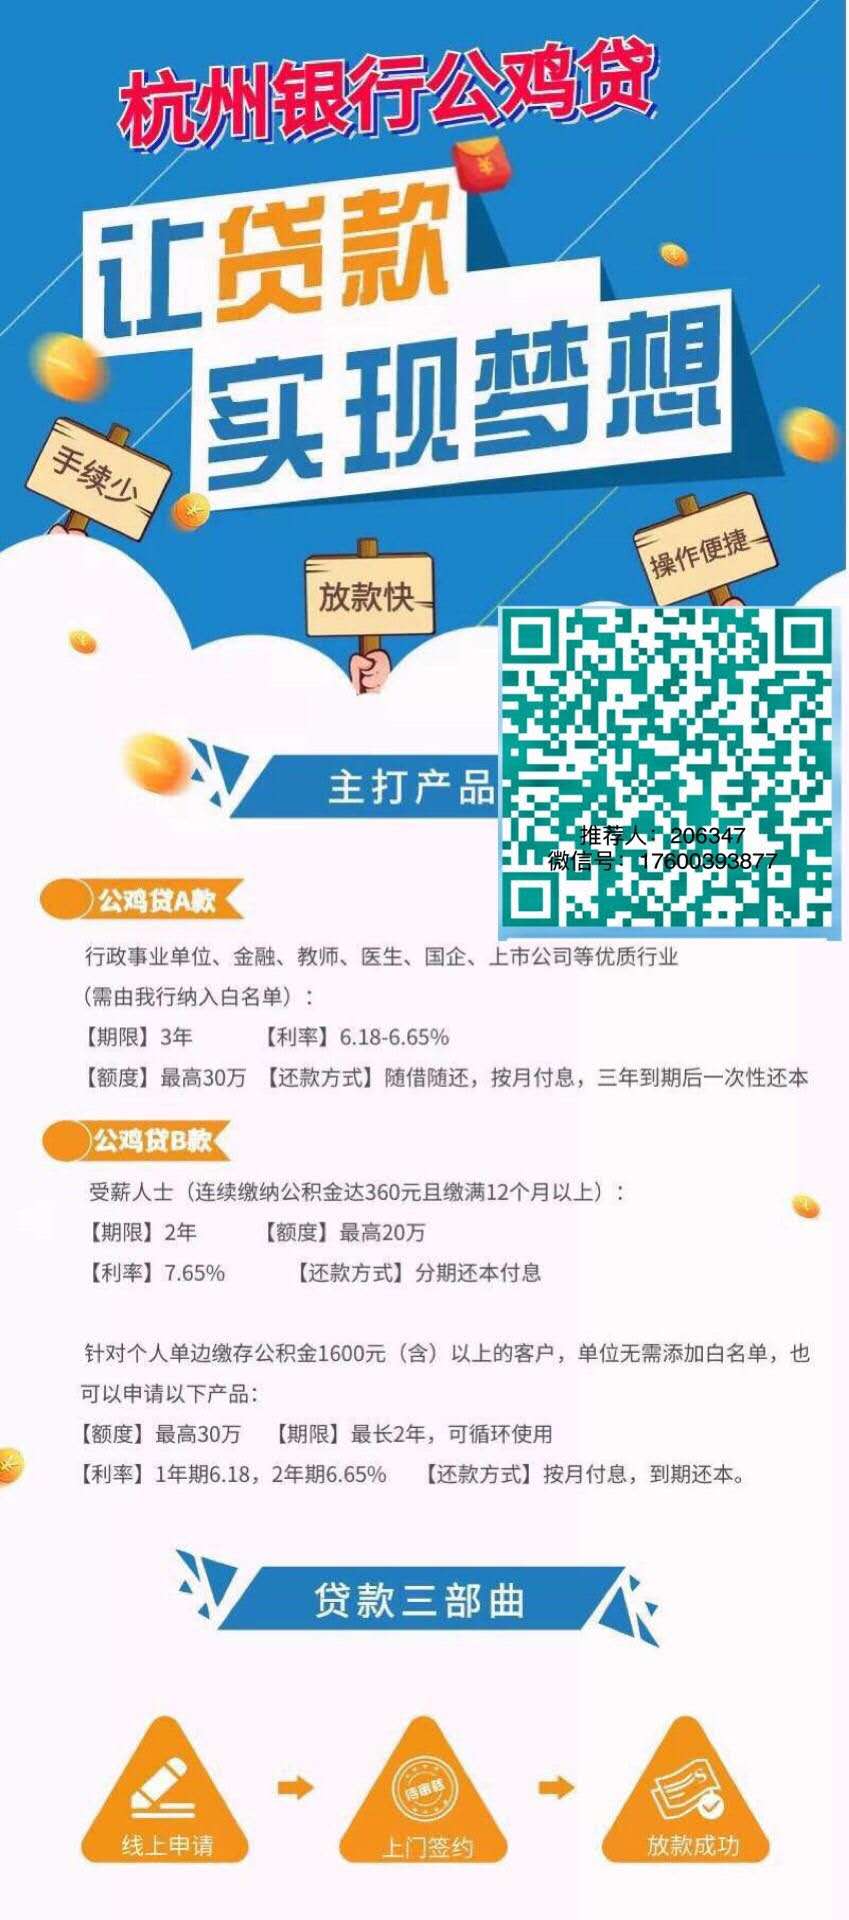 杭州银行公鸡贷
让贷款
实现梦想
手续少
放款快
操作便捷
主打产品
推荐人：206347
微信号：17600393877
公鸡贷A款
行政事业单位、金融、教师、医生、国企、上市公司等优质行业
（需由我行纳入白名单）：
【期限】3年 【利率】6.18-6.65%
【额度】最高30万 【还款方式】随借随还，按月付息，三年到期后一次性还本
公鸡贷B款
受薪人士（连续缴纳公积金达360元且缴满12个月以上）：
【期限】2年 【额度】最高20万
【利率】7.65% 【还款方式】分期还本付息
针对个人单边缴存公积金1600元（含）以上的客户，单位无需添加白名单，也
可以申请以下产品：
【额度】最高30万 【期限】最长2年，可循环使用
【利率】1年期6.18，2年期6.65% 【还款方式】按月付息，到期还本。
贷款三部曲
线上申请
上门签约
放款成功